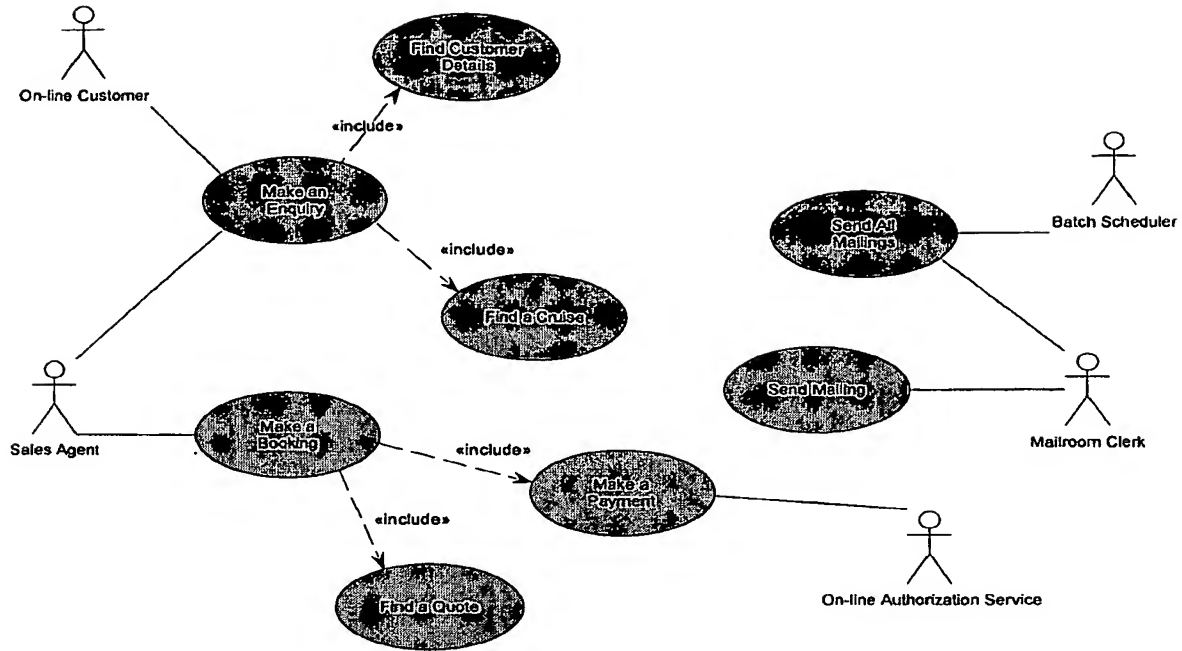 Find Customer
Details
On-line Customer
«include»
Make an
Enquiry
Batch Scheduler
Send All
Mailings
«include»
Find a Cruise
Send Mailing
Sales Agent
Make a
Booking
Mailroom Clerk
«include»
Make a
Payment
«include»
Find a Quote
On-line Authorization Service